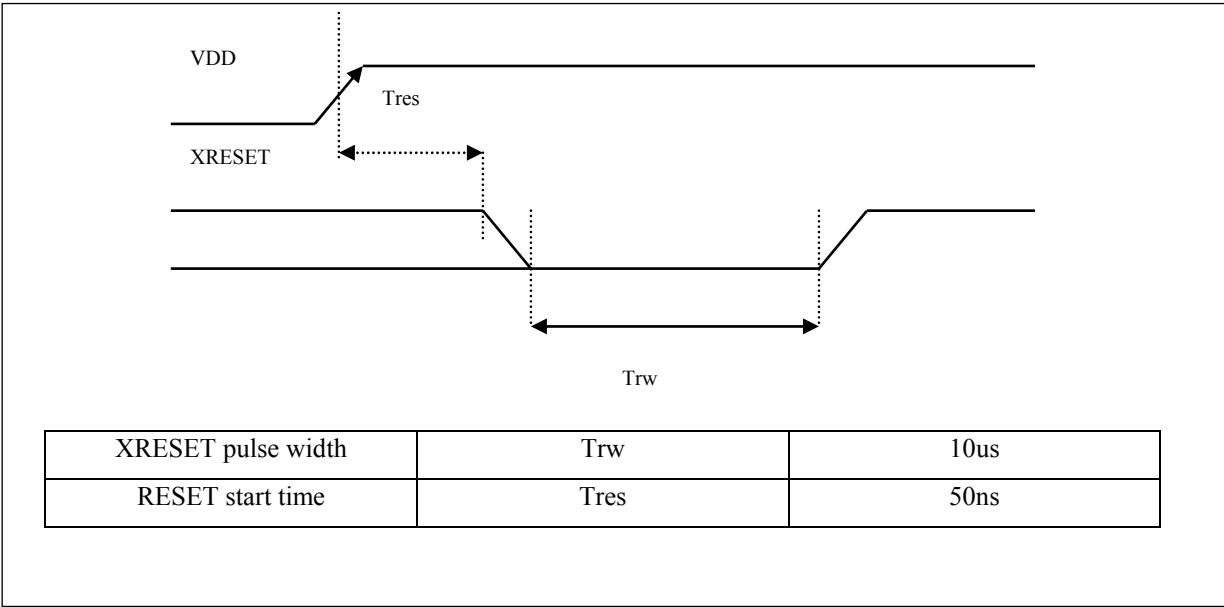 VDD
Tres
XRESET
Trw
XRESET pulse width Trw 10us
RESET start time Tres 50ns